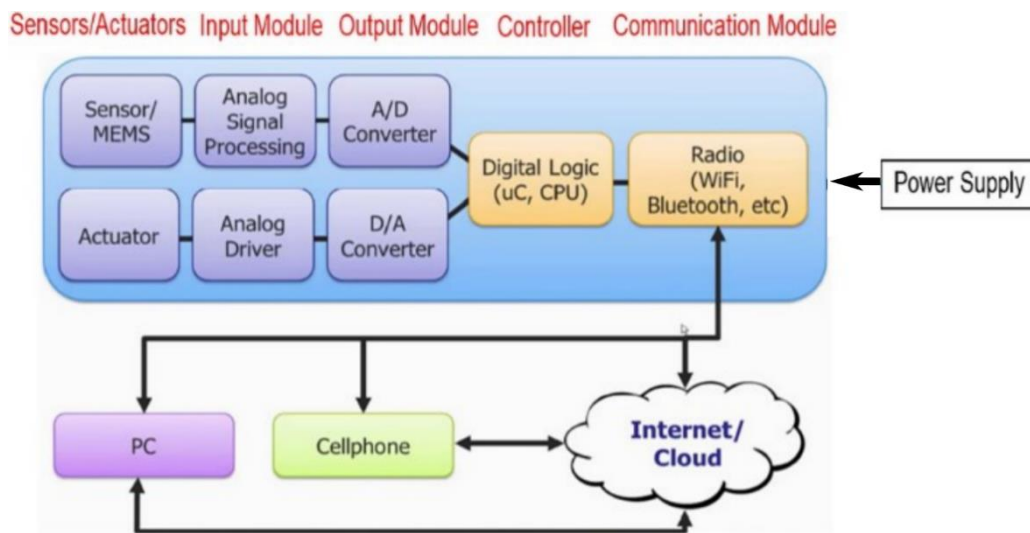 Sensors/Actuators Input Module Output Module Controller Communication Module
Sensor/
MEMS
Analog
Signal
Processing
A/D
Converter
Digital Logic
(uC, CPU)
Radio
(WiFi,
Bluetooth, etc)
Power Supply
Actuator
Analog
Driver
D/A
Converter
PC
Cellphone
Internet/
Cloud